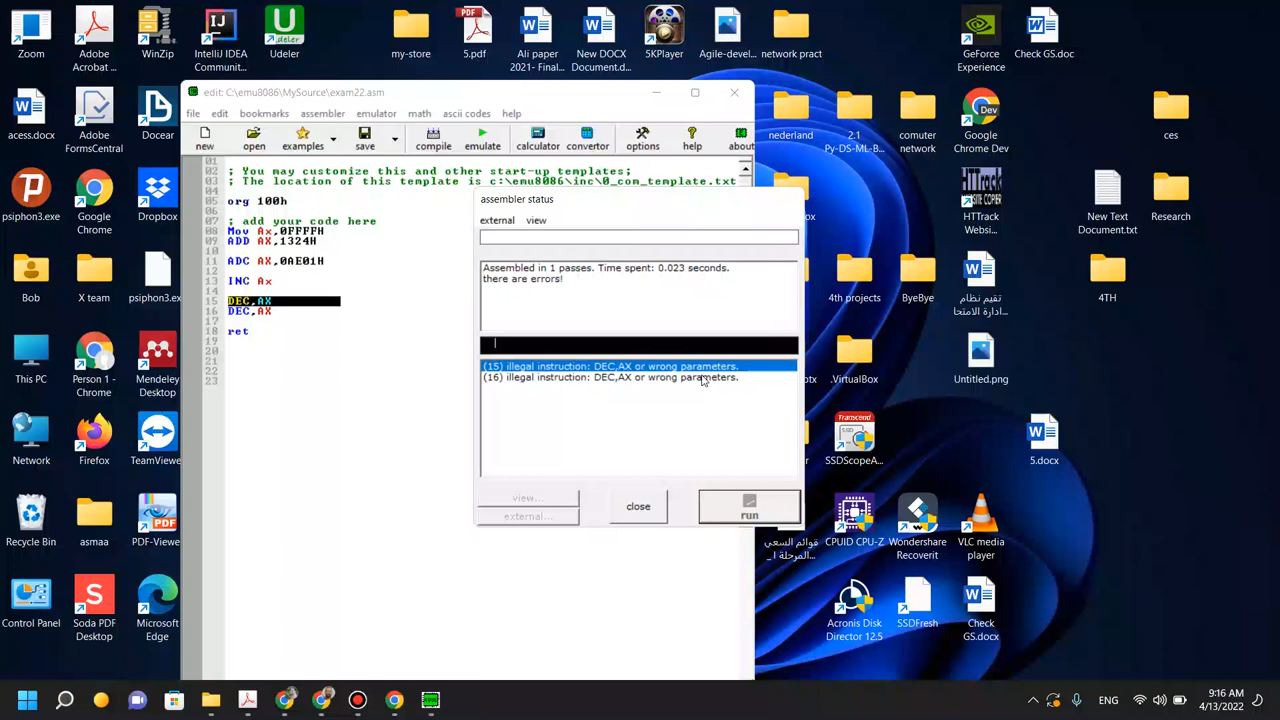 Zoom
Adobe
Acrobat ...
WinZip
IntelliJ IDEA
Communit...
Udeler
my-store
PDF
5.pdf
Ali paper
2021- Final...
New DOCX
Document.d...
5KPlayer
Agile-devel...
network pract
GeForce
Experience
Check GS.doc
edit: C:\emu8086\MySource\exam22.asm
file edit bookmarks assembler emulator math ascii codes help
new open examples save compile emulate calculator convertor options help about
01
02 ; You may customize this and other start-up templates;
03 ; The location of this template is c:\emu8086\inc\0_com_template.txt
04
05 org 100h
06
07 ; add your code here
08 Mov Ax,0FFFFH
09 ADD AX,1324H
10
11 ADC AX,0AE01H
12
13 INC Ax
14
15 DEC,AX
16 DEC,AX
17
18 ret
19
20
21
22
23
assembler status
external view
Assembled in 1 passes. Time spent: 0.023 seconds.
there are errors!
(15) illegal instruction: DEC,AX or wrong parameters.
(16) illegal instruction: DEC,AX or wrong parameters.
view...
external...
close
run
acess.docx
Adobe
FormsCentral
Docear
nederland
2.1
Py-DS-ML-B...
comuter
network
Google
Chrome Dev
ces
psiphon3.exe
Google
Chrome
Dropbox
HTTrack
Websi...
New Text
Document.txt
Research
Bob
X team
psiphon3.ex
4th projects
ByeBye
تقيم نظام
ادارة الامتحا
4TH
This PC
Person 1 -
Chrome
Mendeley
Desktop
.VirtualBox
Untitled.png
Network
Firefox
TeamViewe
Transcend
SSDScopeA...
5.docx
Recycle Bin
asmaa
PDF-Viewer
قوائم السعي
المرحلة ا_
CPUID CPU-Z
Wondershare
Recoverit
VLC media
player
Control Panel
Soda PDF
Desktop
Microsoft
Edge
Acronis Disk
Director 12.5
SSDFresh
Check
GS.docx
ENG
9:16 AM
4/13/2022